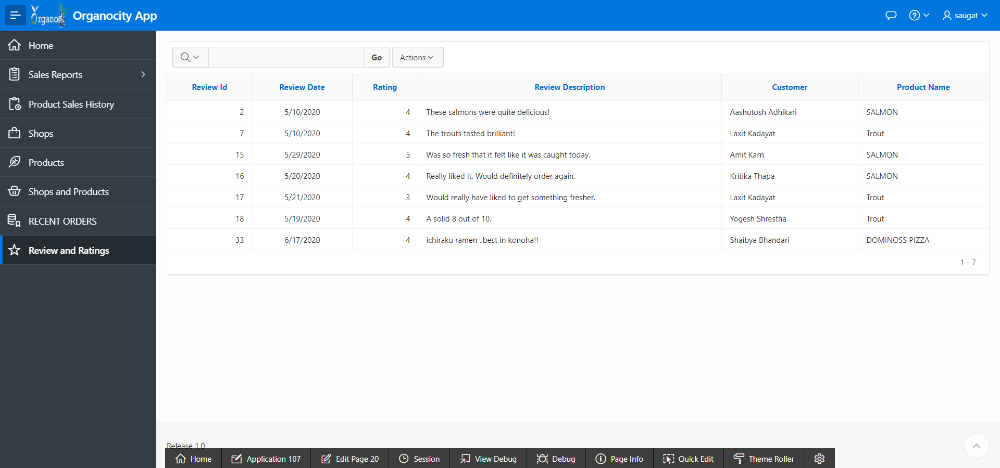 Organo
Organocity App
saugat
Home
Sales Reports
Product Sales History
Shops
Products
Shops and Products
RECENT ORDERS
Review and Ratings
Go
Actions
Review Id Review Date Rating Review Description Customer Product Name
2 5/10/2020 4 These salmons were quite delicious! Aashutosh Adhikari SALMON
7 5/10/2020 4 The trouts tasted brilliant! Laxit Kadayat Trout
15 5/29/2020 5 Was so fresh that it felt like it was caught today. Amit Karn SALMON
16 5/20/2020 4 Really liked it. Would definitely order again. Kritika Thapa SALMON
17 5/21/2020 3 Would really have liked to get something fresher. Laxit Kadayat Trout
18 5/19/2020 4 A solid 8 out of 10. Yogesh Shrestha Trout
33 6/17/2020 4 ichiraku ramen ..best in konoha!! Shaibya Bhandari DOMINOSS PIZZA
1 - 7
Release 1.0
Home Application 107 Edit Page 20 Session View Debug Debug Page Info Quick Edit Theme Roller